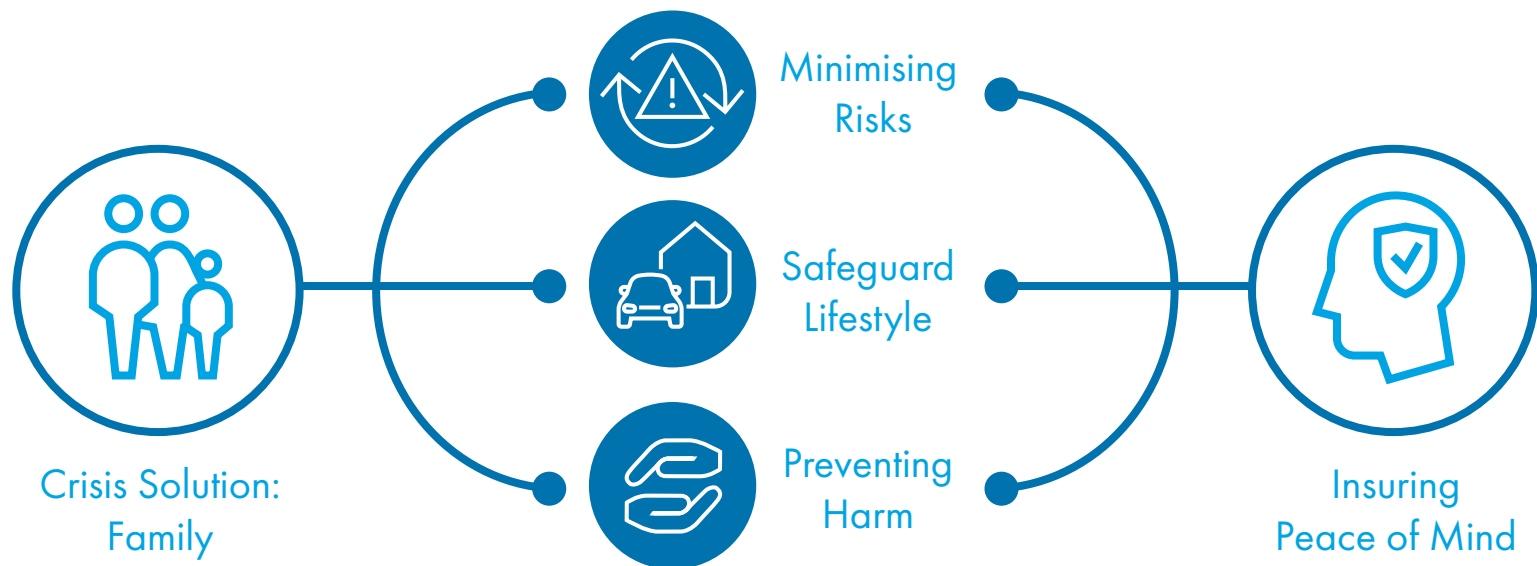 Minimising
Risks
Safeguard
Lifestyle
Preventing
Harm
Crisis Solution:
Family
Insuring
Peace of Mind